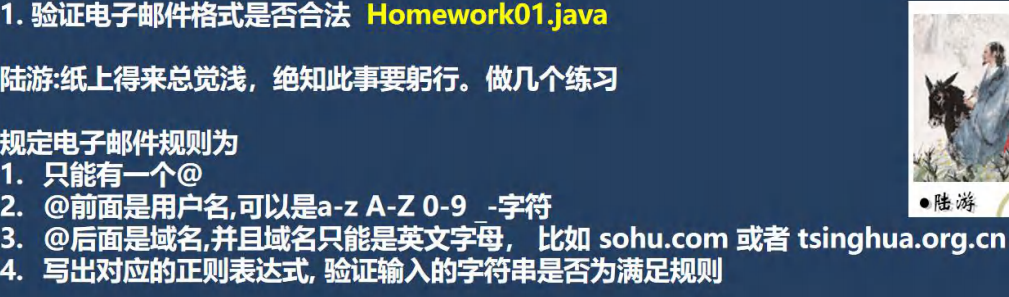 1. 验证电子邮件格式是否合法 Homework01.java
陆游:纸上得来总觉浅，绝知此事要躬行。做几个练习
规定电子邮件规则为
1. 只能有一个@
2. @前面是用户名,可以是a-z A-Z 0-9 _-字符
3. @后面是域名,并且域名只能是英文字母， 比如 sohu.com 或者 tsinghua.org.cn
4. 写出对应的正则表达式, 验证输入的字符串是否为满足规则
●陆游